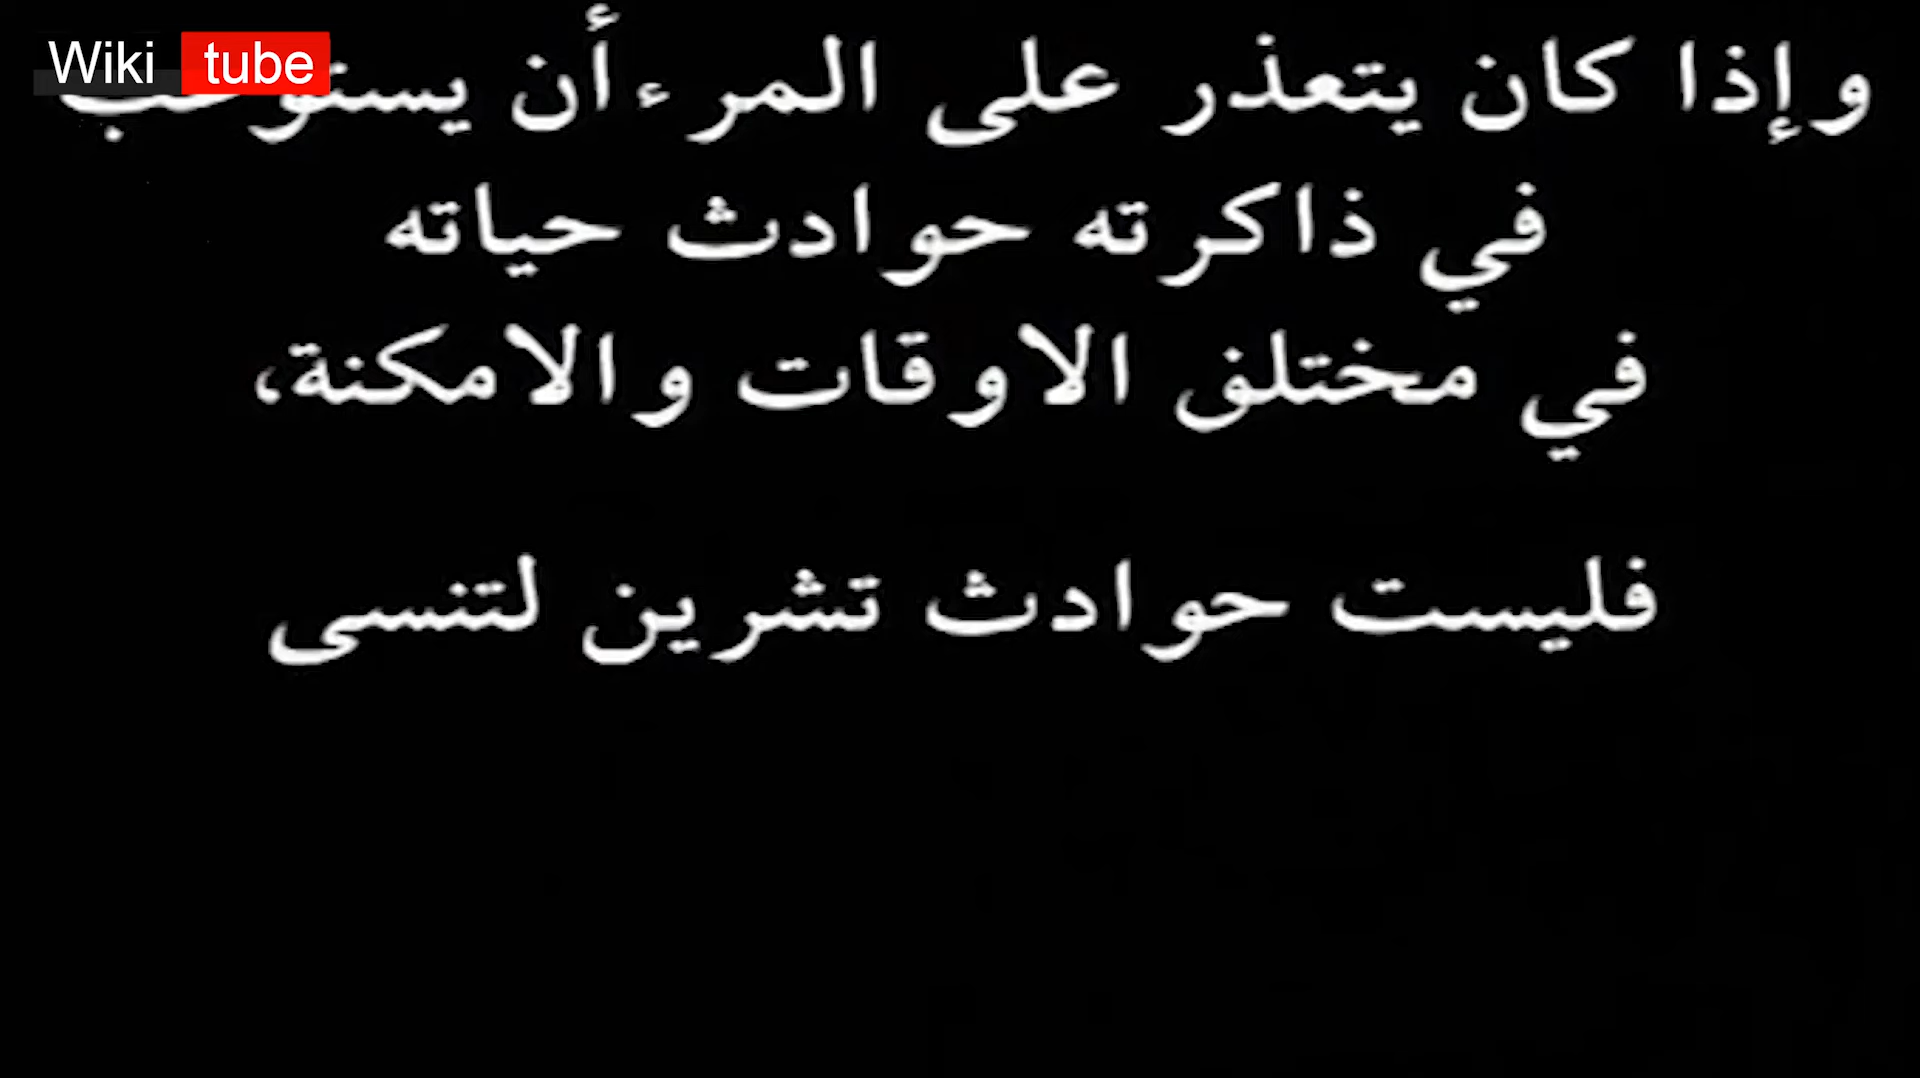 Wiki tube
وإذا كان يتعذر على المرء أن يستوعب
في ذاكرته حوادث حياته
في مختلف الاوقات والامكنة،
فليست حوادث تشرين لتنسى